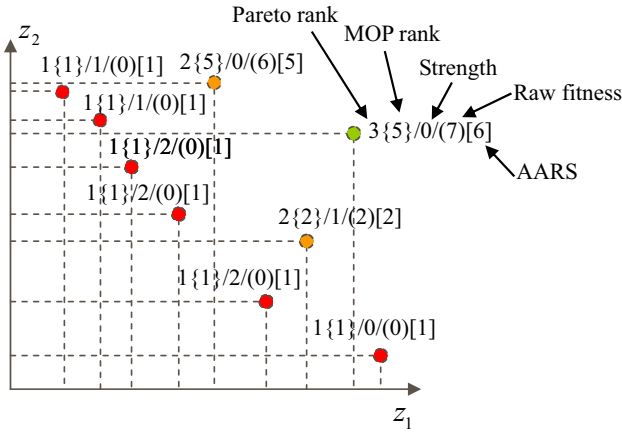 Pareto rank
MOP rank
Strength
Raw fitness
AARS
z2
1{1}/1/(0)[1]
2{5}/0/(6)[5]
1{1}/1/(0)[1]
3{5}/0/(7)[6]
1{1}/2/(0)[1]
1{1}/2/(0)[1]
2{2}/1/(2)[2]
1{1}/2/(0)[1]
1{1}/0/(0)[1]
z1